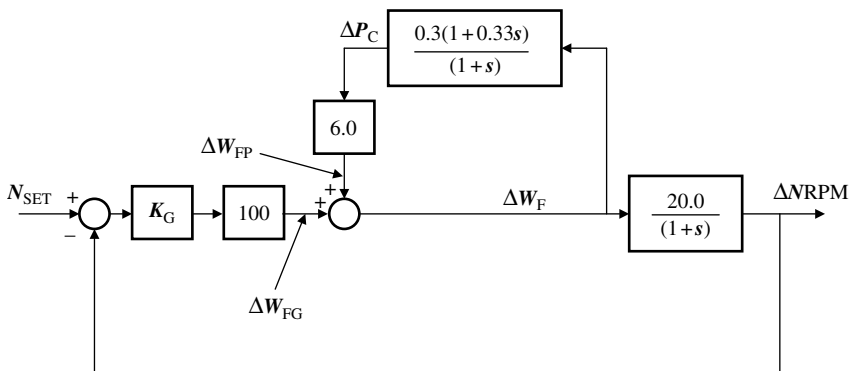 ΔP_C
0.3(1+0.33s)
(1+s)
6.0
ΔW_FP
N_SET
+
−
K_G
100
+
+
ΔW_F
20.0
(1+s)
ΔNRPM
ΔW_FG